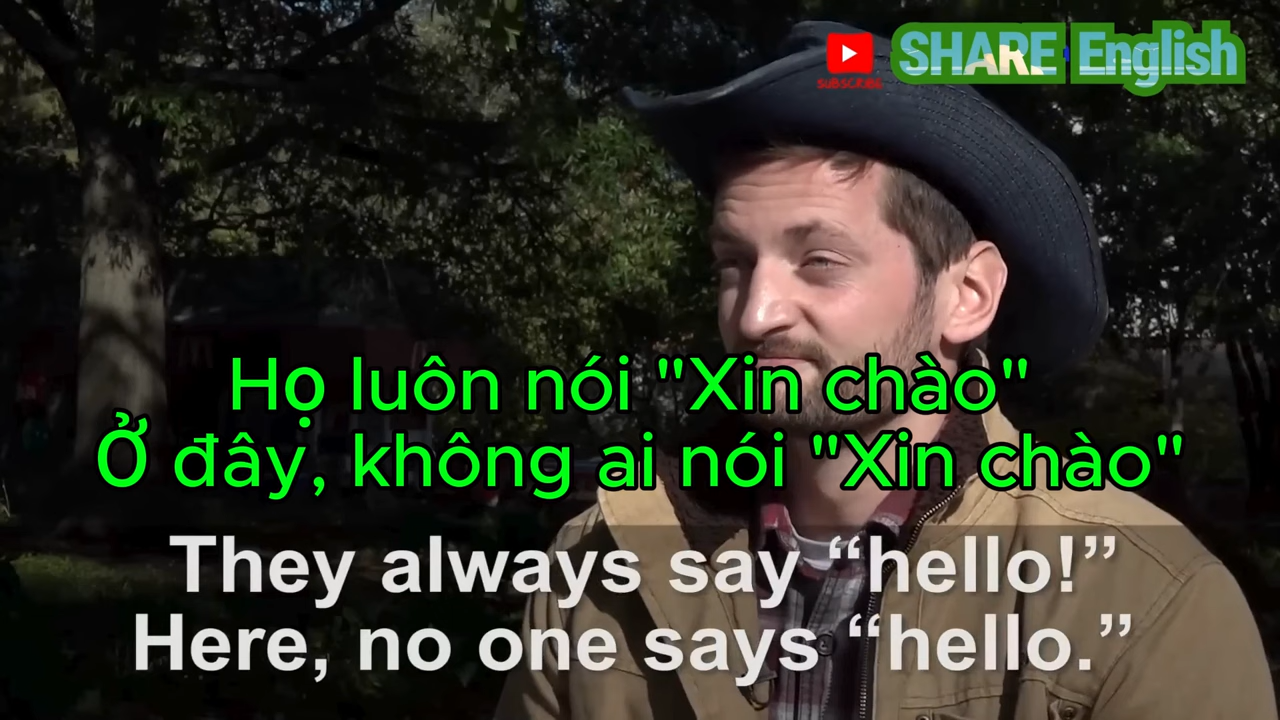 SHARE English
SUBSCRIBE
Họ luôn nói "Xin chào"
Ở đây, không ai nói "Xin chào"
They always say “hello!”
Here, no one says “hello.”